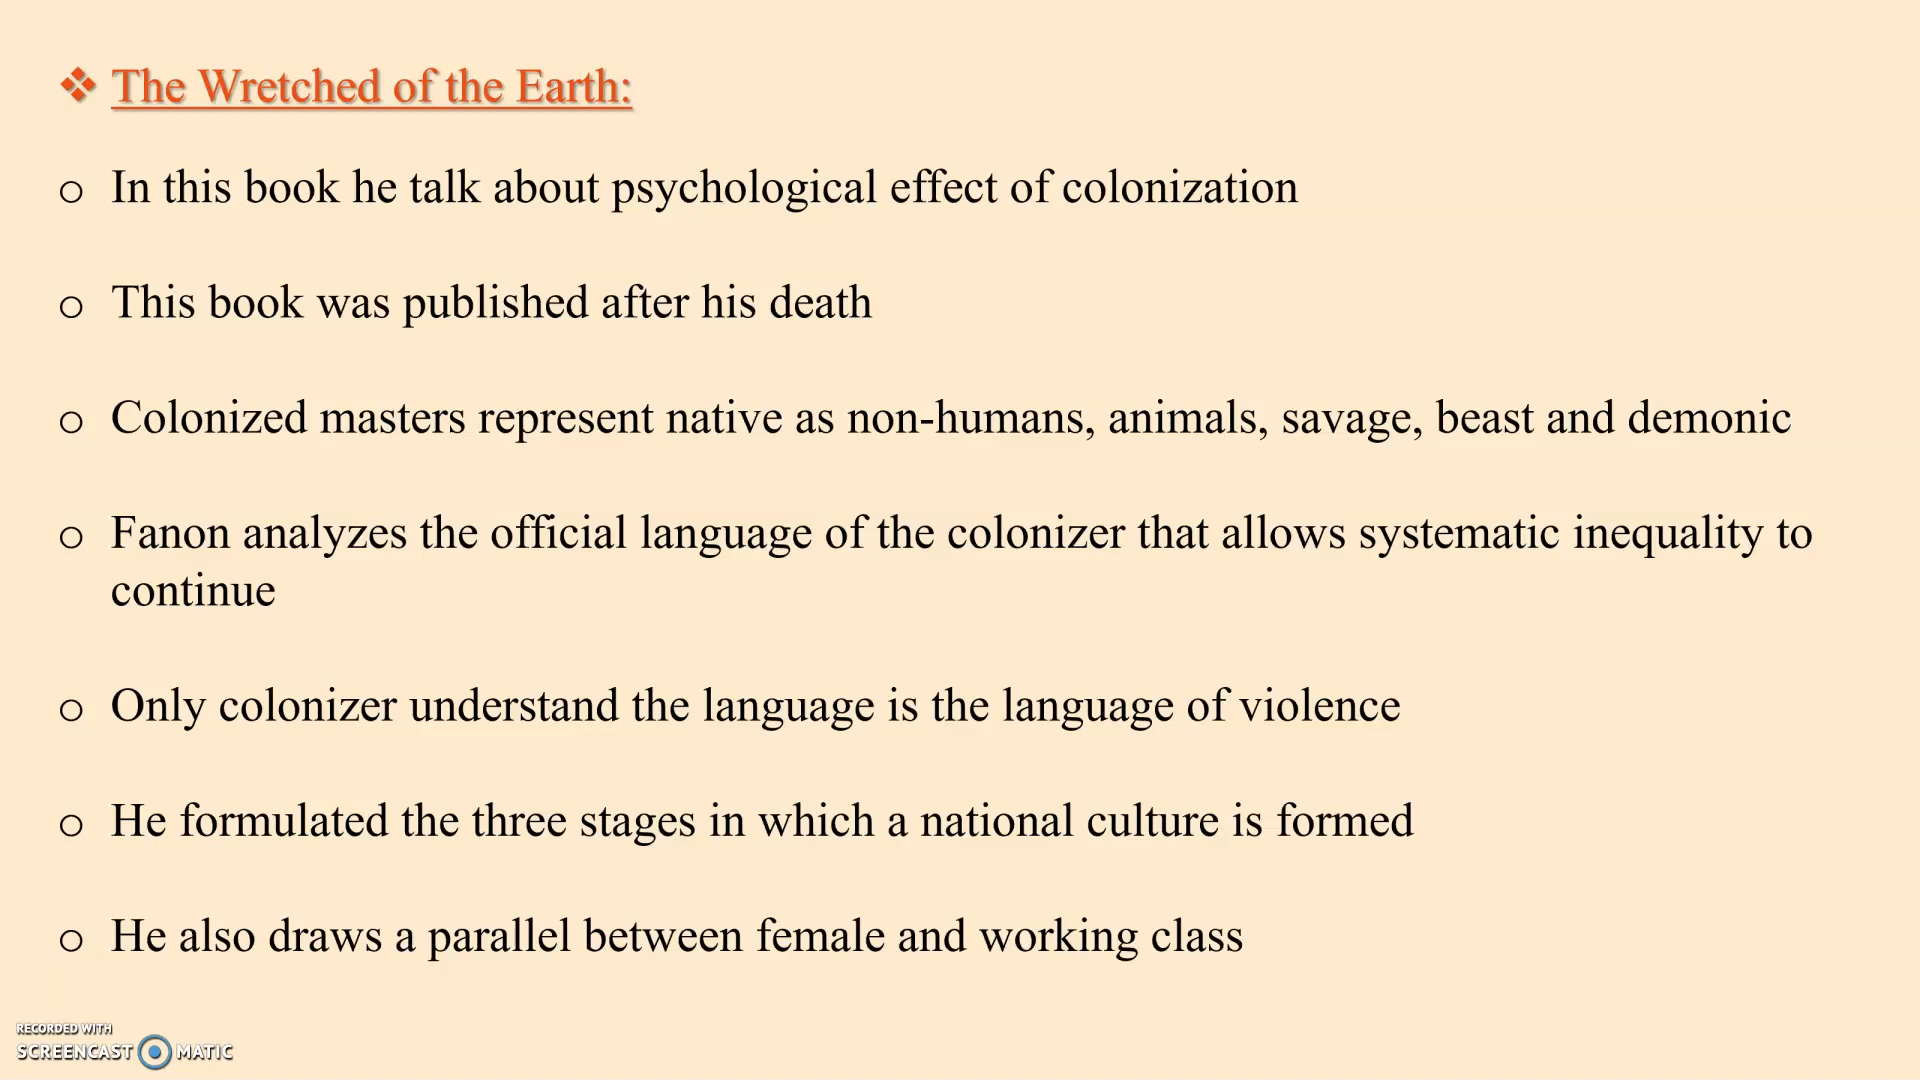 ❖ The Wretched of the Earth:
o In this book he talk about psychological effect of colonization
o This book was published after his death
o Colonized masters represent native as non-humans, animals, savage, beast and demonic
o Fanon analyzes the official language of the colonizer that allows systematic inequality to
continue
o Only colonizer understand the language is the language of violence
o He formulated the three stages in which a national culture is formed
o He also draws a parallel between female and working class
RECORDED WITH
SCREENCAST MATIC